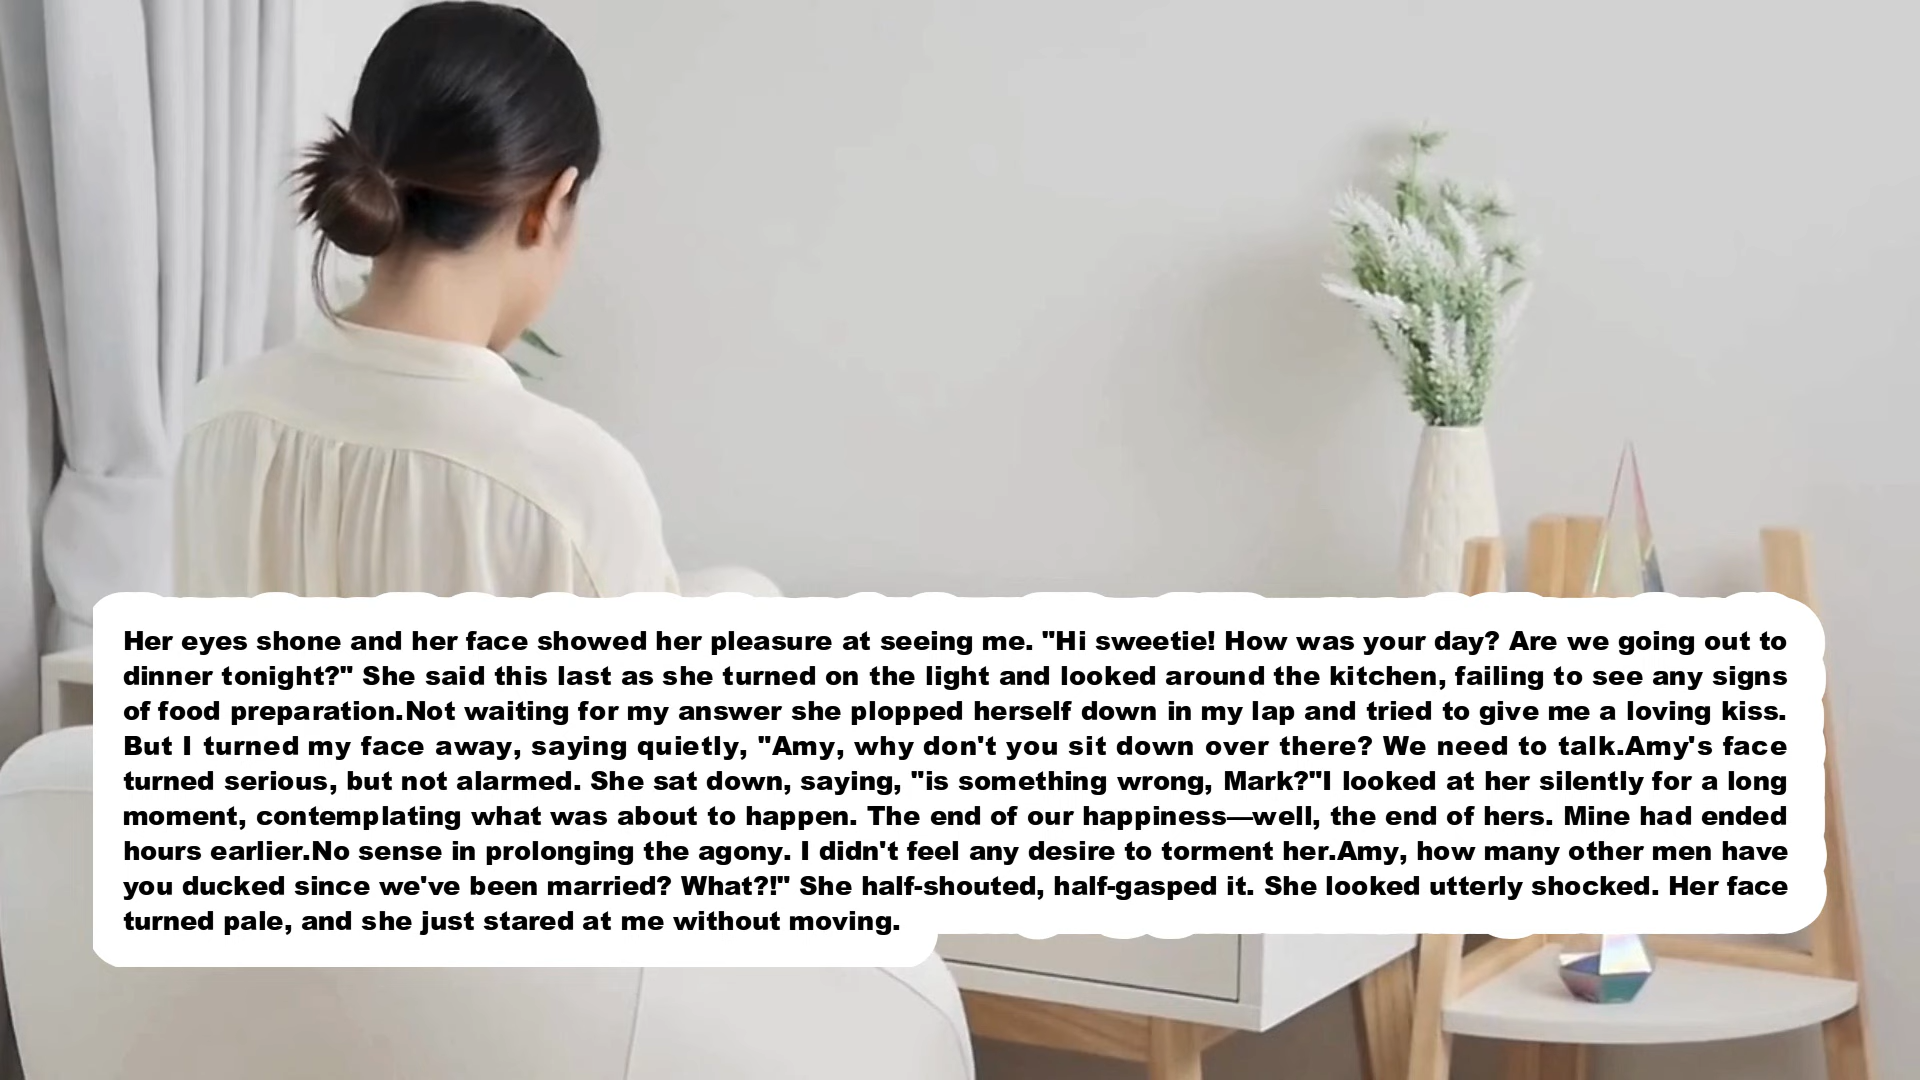 Her eyes shone and her face showed her pleasure at seeing me. "Hi sweetie! How was your day? Are we going out to
dinner tonight?" She said this last as she turned on the light and looked around the kitchen, failing to see any signs
of food preparation.Not waiting for my answer she plopped herself down in my lap and tried to give me a loving kiss.
But I turned my face away, saying quietly, "Amy, why don't you sit down over there? We need to talk.Amy's face
turned serious, but not alarmed. She sat down, saying, "is something wrong, Mark?"I looked at her silently for a long
moment, contemplating what was about to happen. The end of our happiness—well, the end of hers. Mine had ended
hours earlier.No sense in prolonging the agony. I didn't feel any desire to torment her.Amy, how many other men have
you ducked since we've been married? What?!" She half-shouted, half-gasped it. She looked utterly shocked. Her face
turned pale, and she just stared at me without moving.